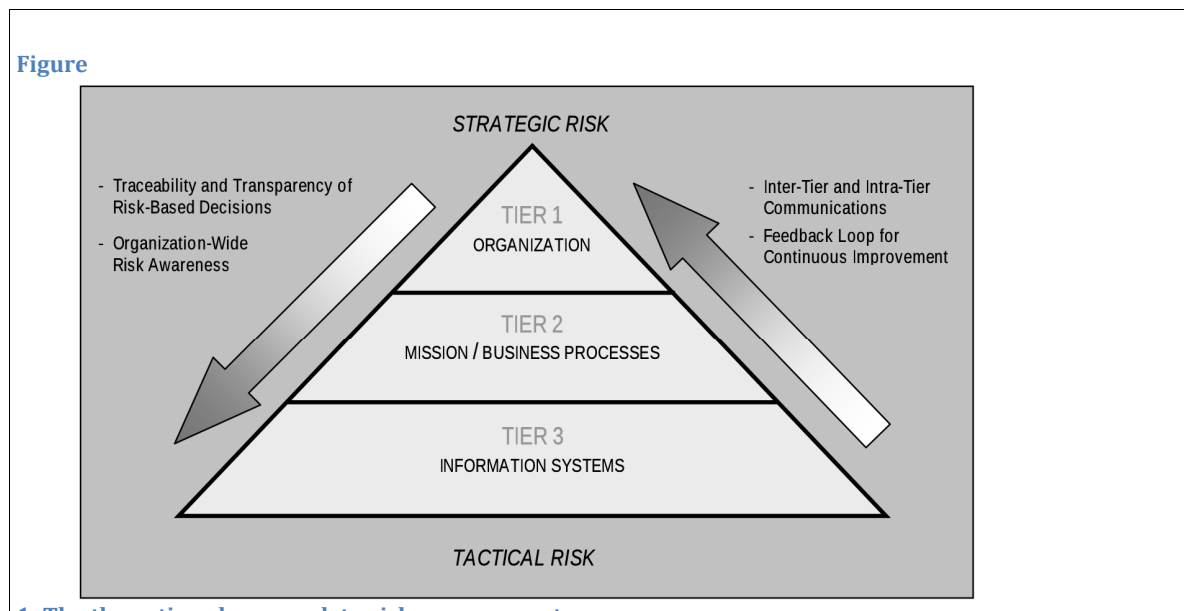 Figure
STRATEGIC RISK
- Traceability and Transparency of
Risk-Based Decisions
- Organization-Wide
Risk Awareness
- Inter-Tier and Intra-Tier
Communications
- Feedback Loop for
Continuous Improvement
TIER 1
ORGANIZATION
TIER 2
MISSION / BUSINESS PROCESSES
TIER 3
INFORMATION SYSTEMS
TACTICAL RISK